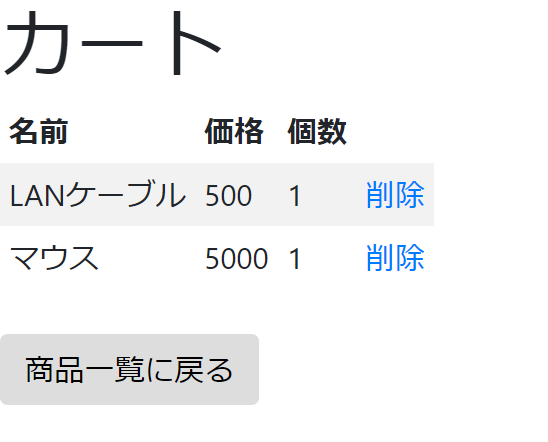 カート
名前 価格 個数
LANケーブル 500 1 削除
マウス 5000 1 削除
商品一覧に戻る